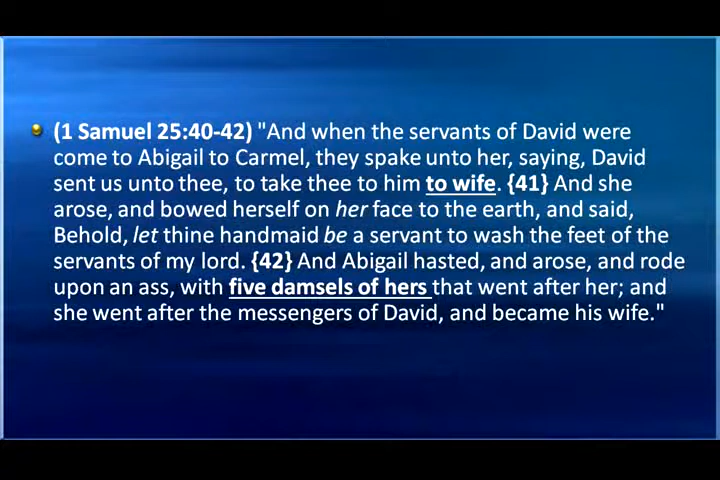 (1 Samuel 25:40-42) "And when the servants of David were
come to Abigail to Carmel, they spake unto her, saying, David
sent us unto thee, to take thee to him to wife. {41} And she
arose, and bowed herself on her face to the earth, and said,
Behold, let thine handmaid be a servant to wash the feet of the
servants of my lord. {42} And Abigail hasted, and arose, and rode
upon an ass, with five damsels of hers that went after her; and
she went after the messengers of David, and became his wife."